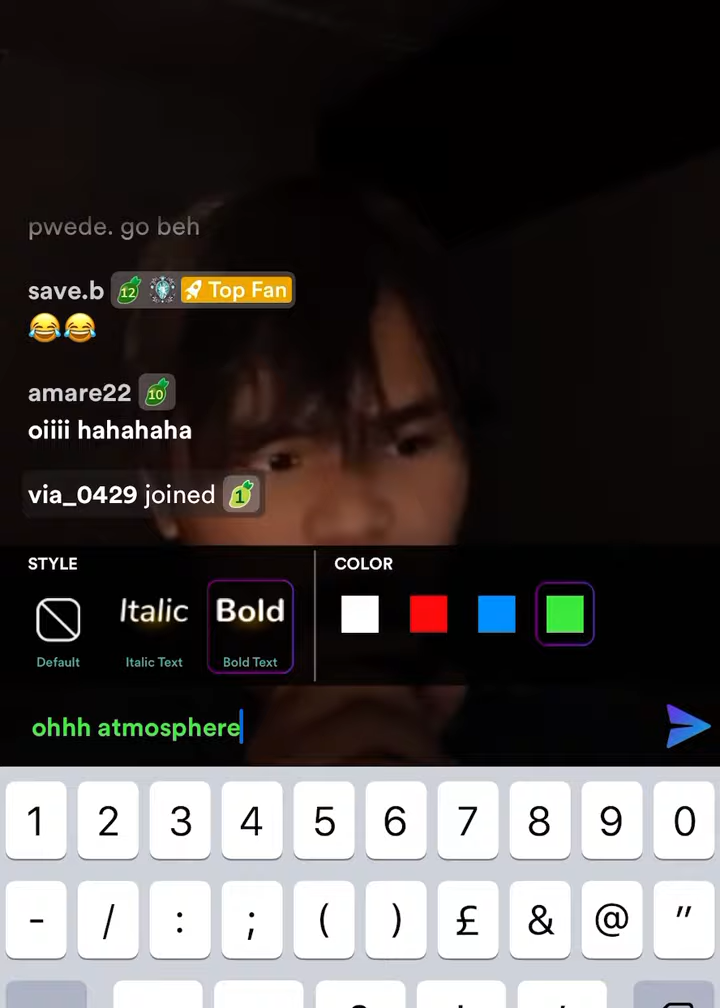 pwede. go beh
save.b 12 Top Fan
😂😂
amare22 10
oiiii hahahaha
via_0429 joined 1
STYLE COLOR
Italic Bold
Default Italic Text Bold Text
ohhh atmosphere
1 2 3 4 5 6 7 8 9 0
- / : ; ( ) £ & @ "